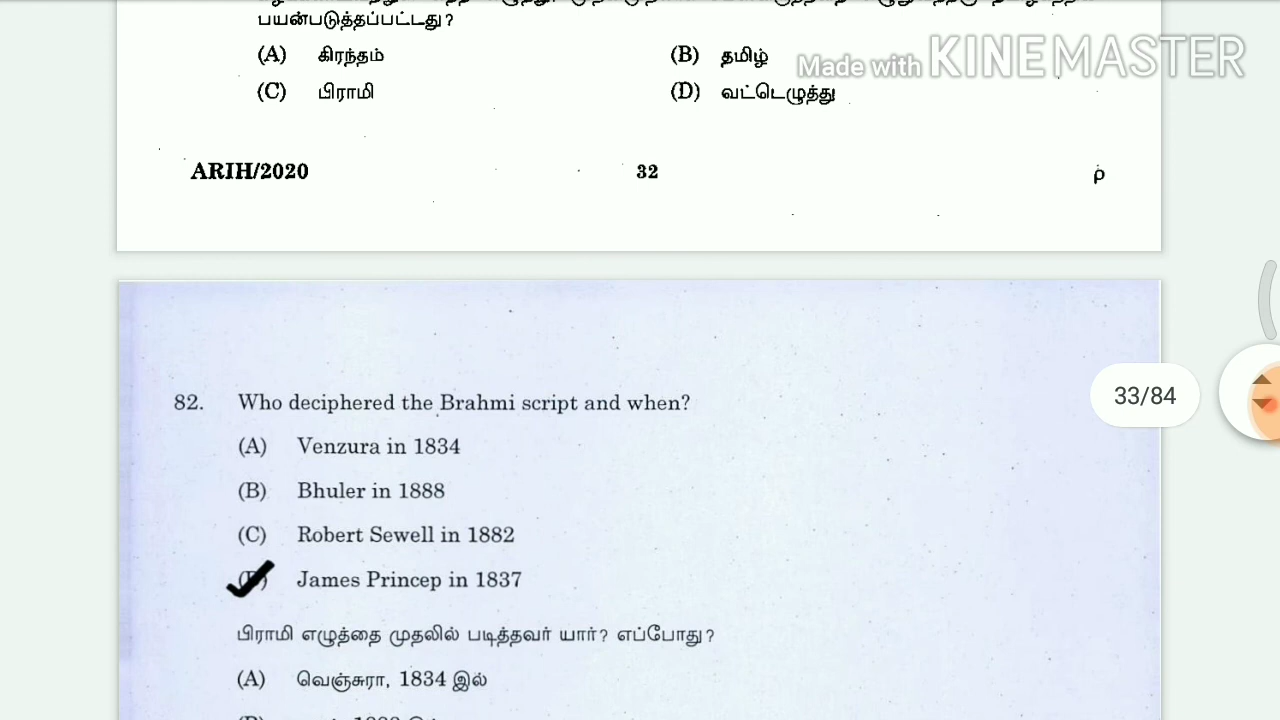 பயன்படுத்தப்பட்டது?
(A) கிரந்தம் (B) தமிழ்
Made with KINEMASTER
(C) பிராமி (D) வட்டெழுத்து
ARIH/2020 32
82. Who deciphered the Brahmi script and when?
(A) Venzura in 1834
(B) Bhuler in 1888
33/84
(C) Robert Sewell in 1882
James Princep in 1837
பிராமி எழுத்தை முதலில் படித்தவர் யார்? எப்போது?
(A) வெஞ்சுரா, 1834 இல்